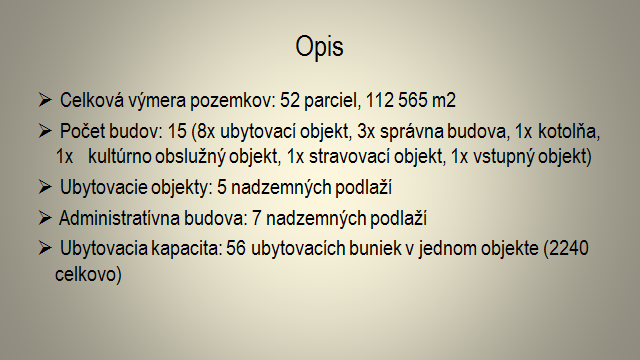 Opis
➢ Celková výmera pozemkov: 52 parciel, 112 565 m2
➢ Počet budov: 15 (8x ubytovací objekt, 3x správna budova, 1x kotolňa,
1x kultúrno obslužný objekt, 1x stravovací objekt, 1x vstupný objekt)
➢ Ubytovacie objekty: 5 nadzemných podlaží
➢ Administratívna budova: 7 nadzemných podlaží
➢ Ubytovacia kapacita: 56 ubytovacích buniek v jednom objekte (2240
celkovo)